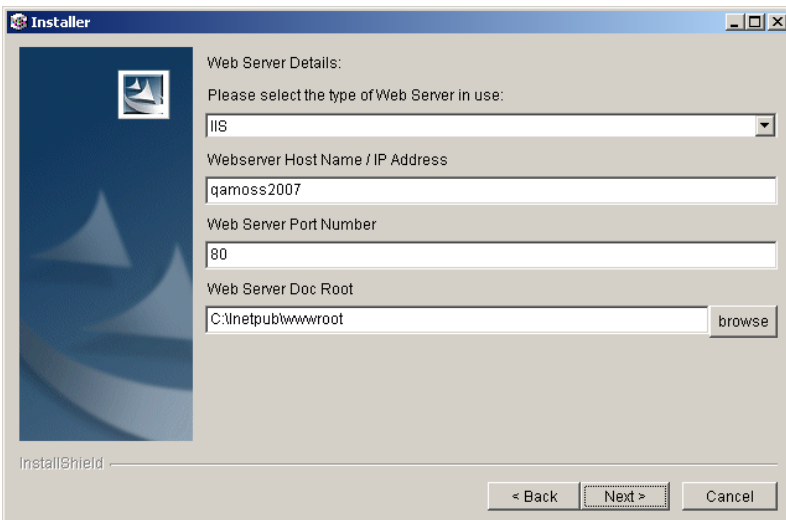 Installer
Web Server Details:
Please select the type of Web Server in use:
IIS
Webserver Host Name / IP Address
qamoss2007
Web Server Port Number
80
Web Server Doc Root
C:\Inetpub\wwwroot
browse
InstallShield
< Back Next > Cancel